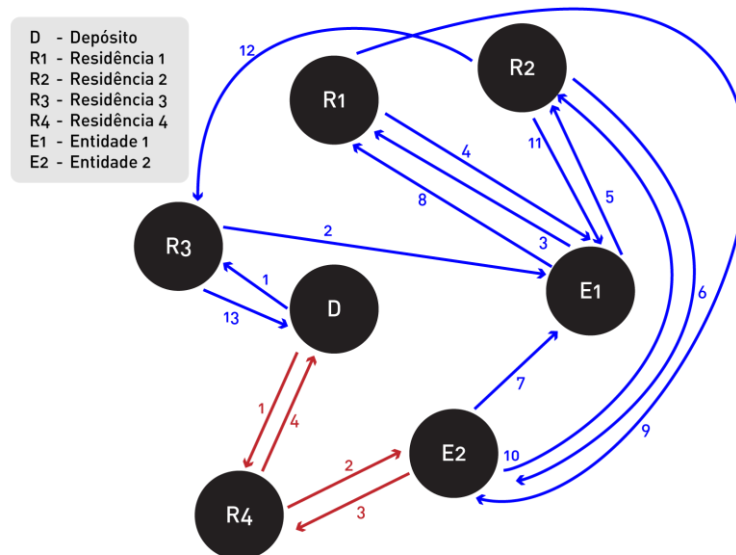 D - Depósito
R1 - Residência 1
R2 - Residência 2
R3 - Residência 3
R4 - Residência 4
E1 - Entidade 1
E2 - Entidade 2
12
R2
R1
4
11
8
3
5
R3
2
1
13
D
E1
6
7
1
4
9
2
E2
10
3
R4